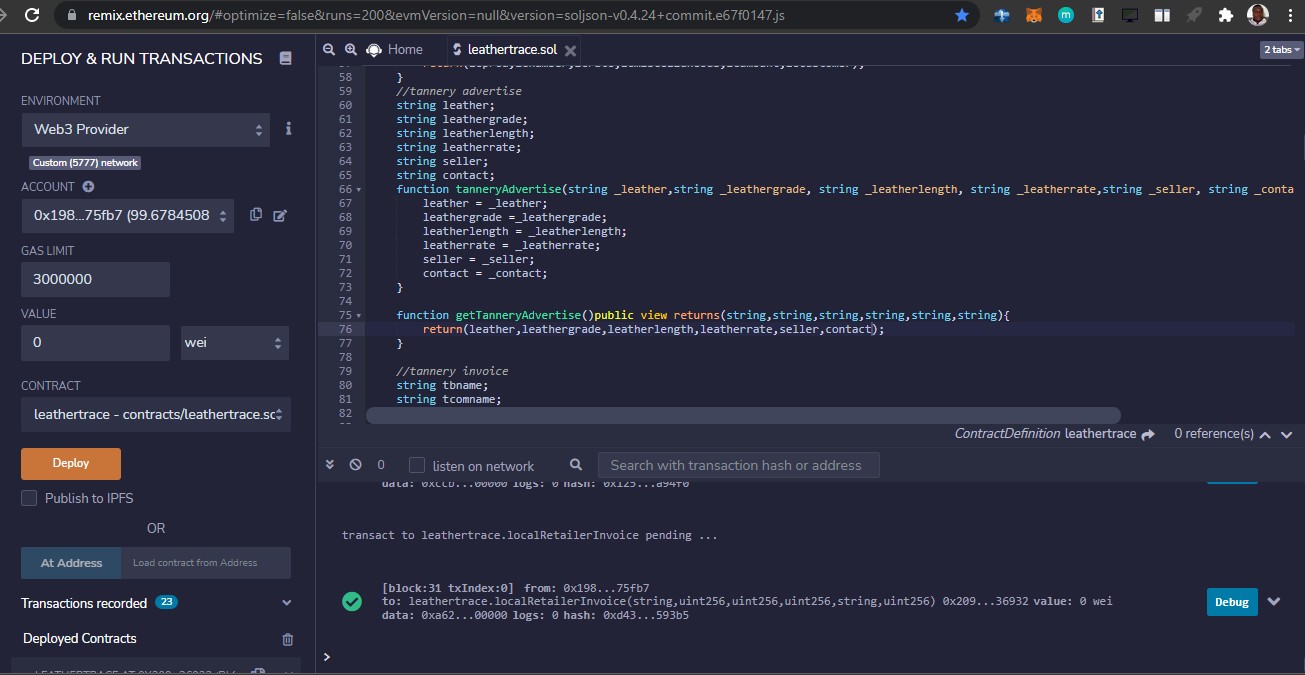 remix.ethereum.org/#optimize=false&runs=200&evmVersion=null&version=soljson-v0.4.24+commit.e67f0147.js
DEPLOY & RUN TRANSACTIONS
ENVIRONMENT
Web3 Provider
Custom (5777) network
ACCOUNT
0x198...75fb7 (99.6784508
GAS LIMIT
3000000
VALUE
0
wei
CONTRACT
leathertrace - contracts/leathertrace.sc
Deploy
Publish to IPFS
OR
At Address
Load contract from Address
Transactions recorded 23
Deployed Contracts
Home
leathertrace.sol
2 tabs
58 }
59 //tannery advertise
60 string leather;
61 string leathergrade;
62 string leatherlength;
63 string leatherrate;
64 string seller;
65 string contact;
66 function tanneryAdvertise(string _leather,string _leathergrade, string _leatherlength, string _leatherrate,string _seller, string _conta
67 leather = _leather;
68 leathergrade =_leathergrade;
69 leatherlength = _leatherlength;
70 leatherrate = _leatherrate;
71 seller = _seller;
72 contact = _contact;
73 }
74
75 function getTanneryAdvertise()public view returns(string,string,string,string,string,string){
76 return(leather,leathergrade,leatherlength,leatherrate,seller,contact);
77 }
78
79 //tannery invoice
80 string tbname;
81 string tcomname;
82
ContractDefinition leathertrace
0 reference(s)
0
listen on network
Search with transaction hash or address
data: 0xccb...00000 logs: 0 hash: 0x125...a94f0
transact to leathertrace.localRetailerInvoice pending ...
[block:31 txIndex:0] from: 0x198...75fb7
to: leathertrace.localRetailerInvoice(string,uint256,uint256,uint256,string,uint256) 0x209...36932 value: 0 wei
data: 0xa62...00000 logs: 0 hash: 0xd43...593b5
Debug
>